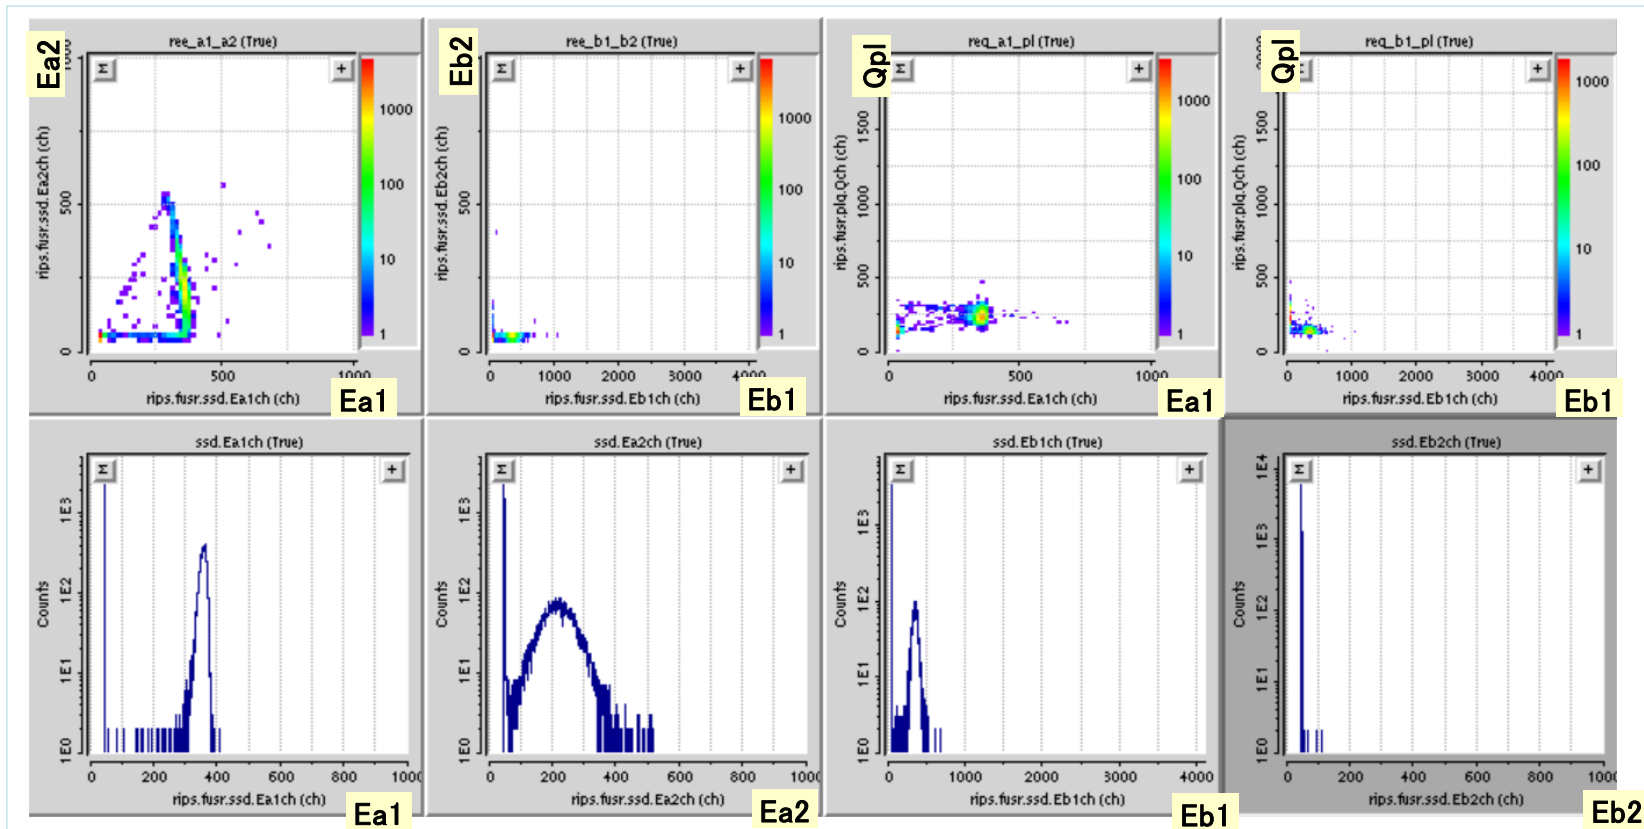 ree_a1_a2 (True)
Ea2
rips.fusr.ssd.Ea2ch (ch)
Σ
+
500
0
1000
100
10
1
0
500
1000
rips.fusr.ssd.Ea1ch (ch)
Ea1
ree_b1_b2 (True)
Eb2
rips.fusr.ssd.Eb2ch (ch)
Σ
+
500
0
1000
100
10
1
0
1000
2000
3000
4000
rips.fusr.ssd.Eb1ch (ch)
Eb1
req_a1_pl (True)
Qpl
rips.fusr.plq.Qch (ch)
Σ
+
1500
1000
500
0
1000
100
10
1
0
500
1000
rips.fusr.ssd.Ea1ch (ch)
Ea1
req_b1_pl (True)
Qpl
rips.fusr.plq.Qch (ch)
Σ
+
1500
1000
500
0
1000
100
10
1
0
1000
2000
3000
4000
rips.fusr.ssd.Eb1ch (ch)
Eb1
ssd.Ea1ch (True)
Σ
+
Counts
1E3
1E2
1E1
1E0
0
200
400
600
800
1000
rips.fusr.ssd.Ea1ch (ch)
Ea1
ssd.Ea2ch (True)
Σ
+
Counts
1E3
1E2
1E1
1E0
0
200
400
600
800
1000
rips.fusr.ssd.Ea2ch (ch)
Ea2
ssd.Eb1ch (True)
Σ
+
Counts
1E3
1E2
1E1
1E0
0
1000
2000
3000
4000
rips.fusr.ssd.Eb1ch (ch)
Eb1
ssd.Eb2ch (True)
Σ
+
Counts
1E4
1E3
1E2
1E1
1E0
0
200
400
600
800
1000
rips.fusr.ssd.Eb2ch (ch)
Eb2